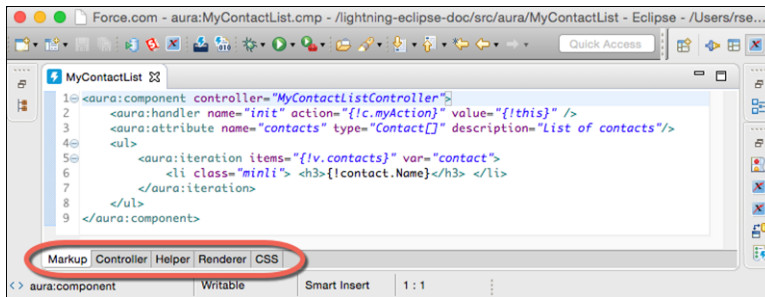 Force.com - aura:MyContactList.cmp - /lightning-eclipse-doc/src/aura/MyContactList - Eclipse - /Users/rse...
Quick Access
MyContactList
1 <aura:component controller="MyContactListController">
2 <aura:handler name="init" action="{!c.myAction}" value="{!this}" />
3 <aura:attribute name="contacts" type="Contact[]" description="List of contacts"/>
4 <ul>
5 <aura:iteration items="{!v.contacts}" var="contact">
6 <li class="minli"> <h3>{!contact.Name}</h3> </li>
7 </aura:iteration>
8 </ul>
9 </aura:component>
Markup Controller Helper Renderer CSS
<> aura:component Writable Smart Insert 1 : 1